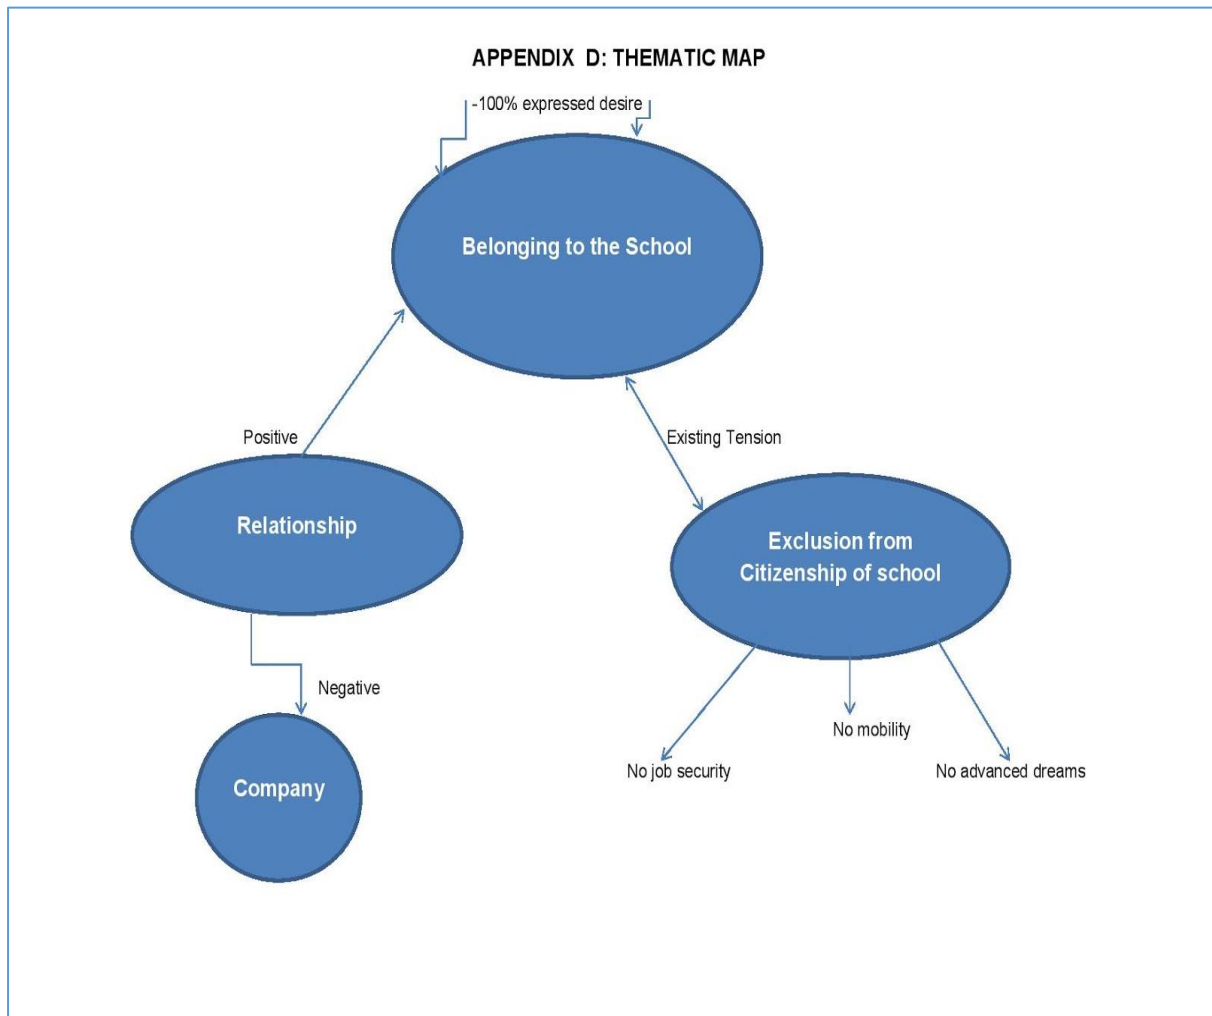 APPENDIX D: THEMATIC MAP
-100% expressed desire
Belonging to the School
Positive
Existing Tension
Relationship
Exclusion from
Citizenship of school
Negative
No mobility
No job security
No advanced dreams
Company